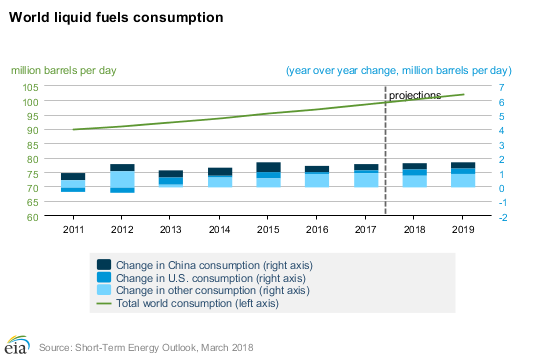 World liquid fuels consumption
million barrels per day
(year over year change, million barrels per day)
105
100
95
90
85
80
75
70
65
60
projections
7
6
5
4
3
2
1
0
-1
-2
2011 2012 2013 2014 2015 2016 2017 2018 2019
Change in China consumption (right axis)
Change in U.S. consumption (right axis)
Change in other consumption (right axis)
Total world consumption (left axis)
eia Source: Short-Term Energy Outlook, March 2018